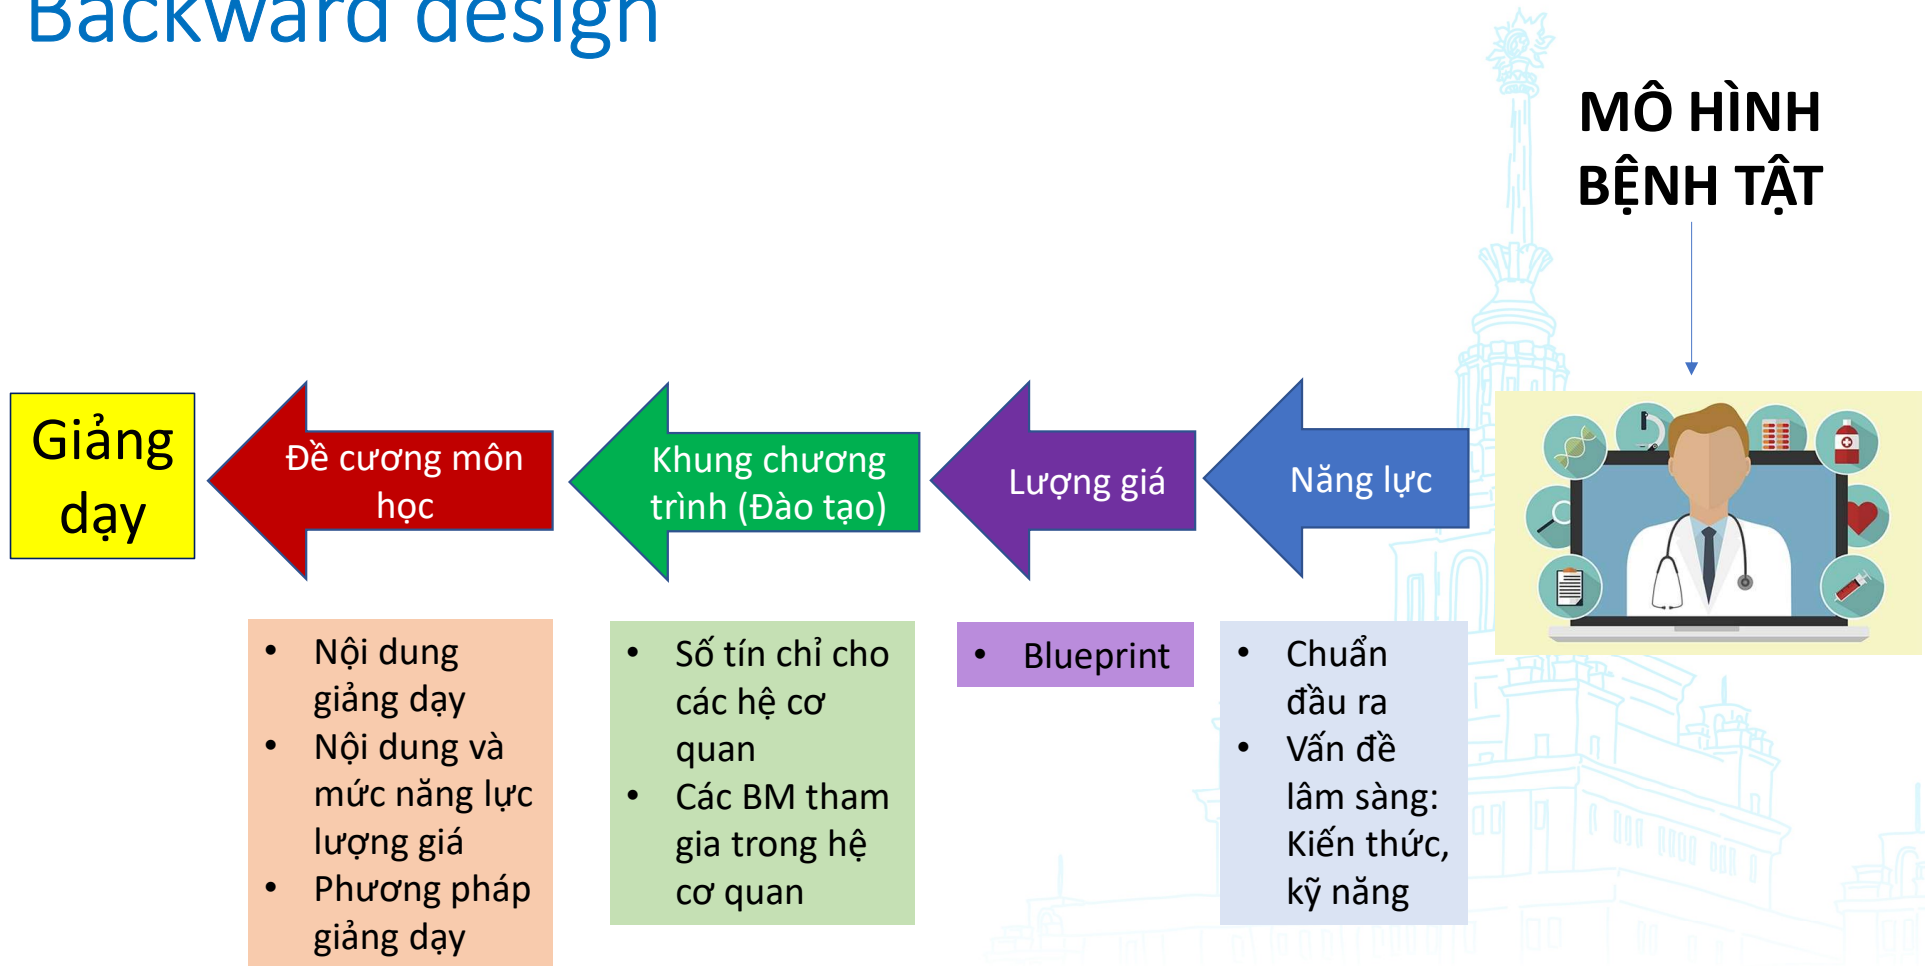 Backward design
MÔ HÌNH
BỆNH TẬT
Giảng
dạy
Đề cương môn
học
Khung chương
trình (Đào tạo)
Lượng giá
Năng lực
• Nội dung
giảng dạy
• Nội dung và
mức năng lực
lượng giá
• Phương pháp
giảng dạy
• Số tín chỉ cho
các hệ cơ
quan
• Các BM tham
gia trong hệ
cơ quan
• Blueprint
• Chuẩn
đầu ra
• Vấn đề
lâm sàng:
Kiến thức,
kỹ năng